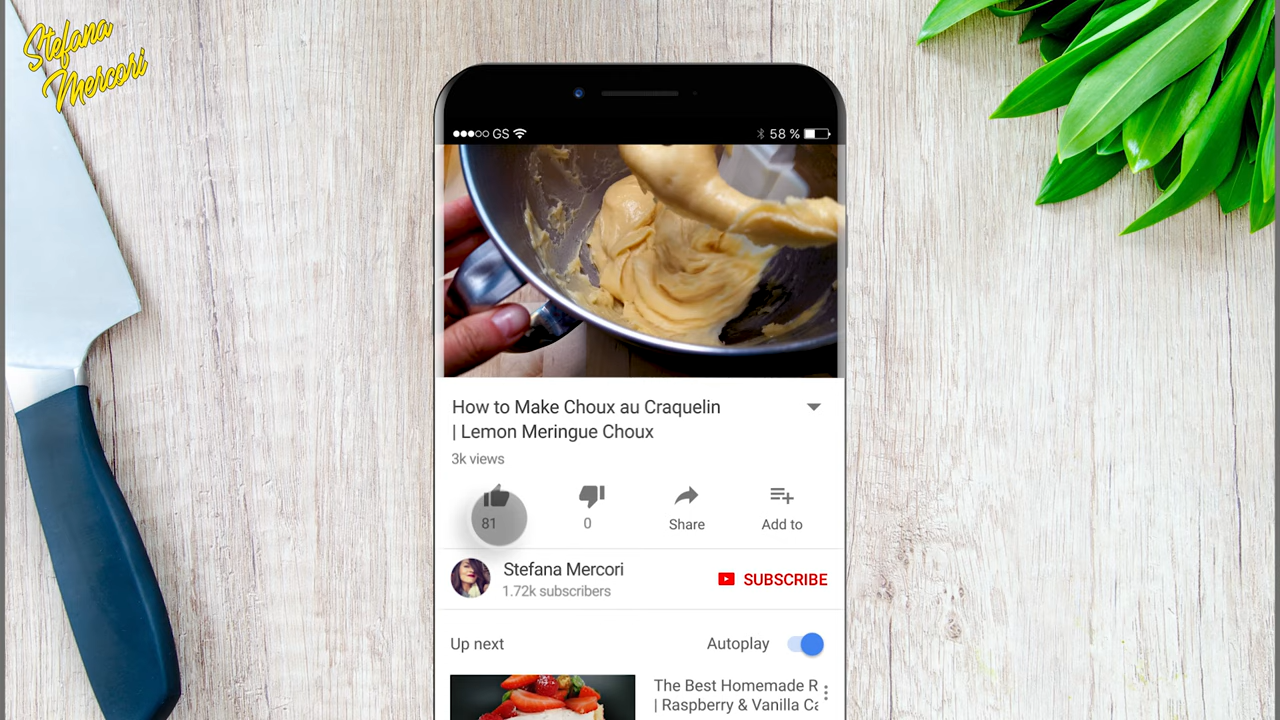 Stefana
Mercori
GS
58 %
How to Make Choux au Craquelin
| Lemon Meringue Choux
3k views
81
0
Share
Add to
Stefana Mercori
1.72k subscribers
SUBSCRIBE
Up next
Autoplay
The Best Homemade R
| Raspberry & Vanilla